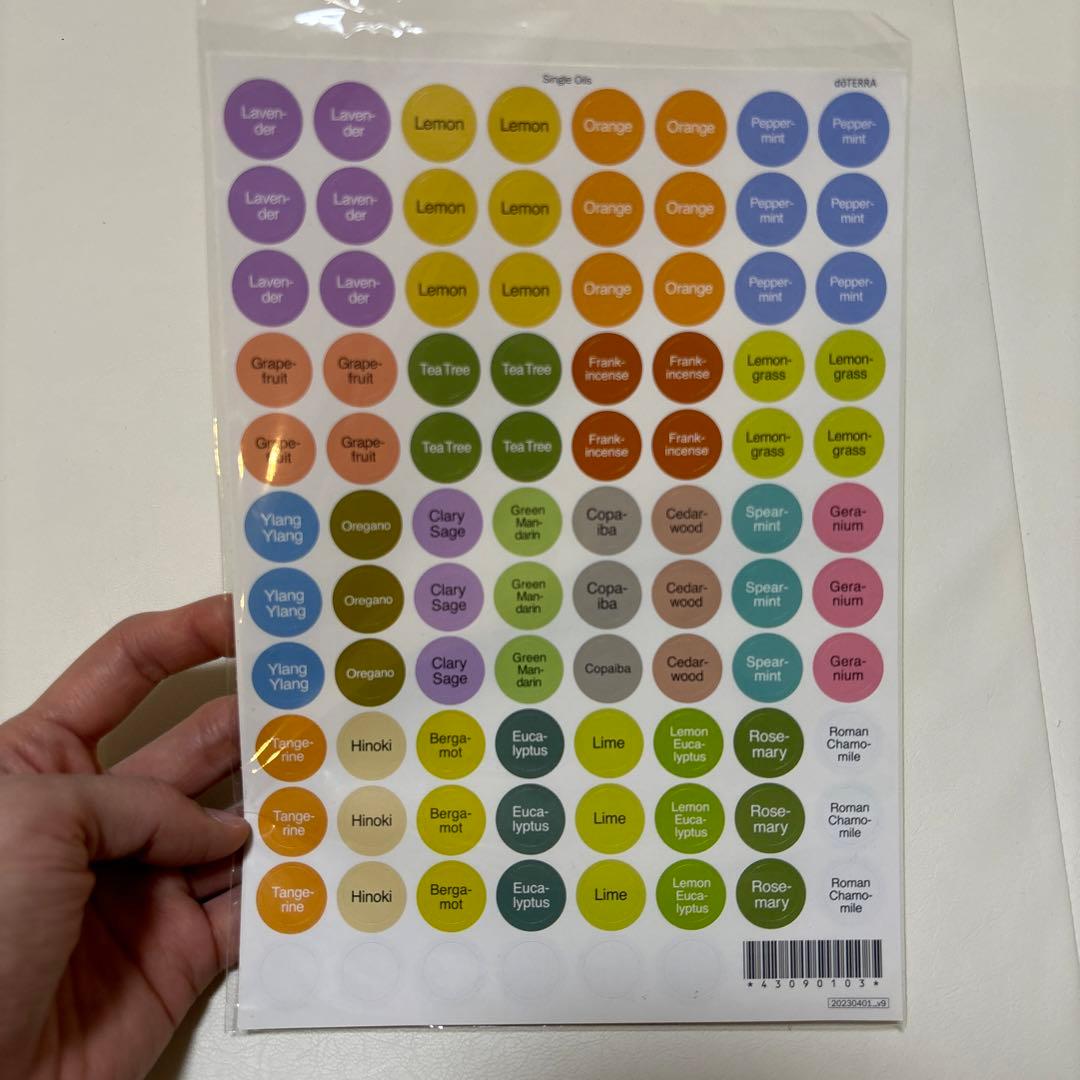 Single Oils
dōTERRA
Laven-
der
Laven-
der
Lemon
Lemon
Orange
Orange
Pepper-
mint
Pepper-
mint
Laven-
der
Laven-
der
Lemon
Lemon
Orange
Orange
Pepper-
mint
Pepper-
mint
Laven-
der
Laven-
der
Lemon
Lemon
Orange
Orange
Pepper-
mint
Pepper-
mint
Grape-
fruit
Grape-
fruit
Tea Tree
Tea Tree
Frank-
incense
Frank-
incense
Lemon-
grass
Lemon-
grass
Grape-
fruit
Grape-
fruit
Tea Tree
Tea Tree
Frank-
incense
Frank-
incense
Lemon-
grass
Lemon-
grass
Ylang
Ylang
Oregano
Clary
Sage
Green
Man-
darin
Copa-
iba
Cedar-
wood
Spear-
mint
Gera-
nium
Ylang
Ylang
Oregano
Clary
Sage
Green
Man-
darin
Copa-
iba
Cedar-
wood
Spear-
mint
Gera-
nium
Ylang
Ylang
Oregano
Clary
Sage
Green
Man-
darin
Copaiba
Cedar-
wood
Spear-
mint
Gera-
nium
Tange-
rine
Hinoki
Berga-
mot
Euca-
lyptus
Lime
Lemon
Euca-
lyptus
Rose-
mary
Roman
Chamo-
mile
Tange-
rine
Hinoki
Berga-
mot
Euca-
lyptus
Lime
Lemon
Euca-
lyptus
Rose-
mary
Roman
Chamo-
mile
Tange-
rine
Hinoki
Berga-
mot
Euca-
lyptus
Lime
Lemon
Euca-
lyptus
Rose-
mary
Roman
Chamo-
mile
*43090103*
20230401_v9